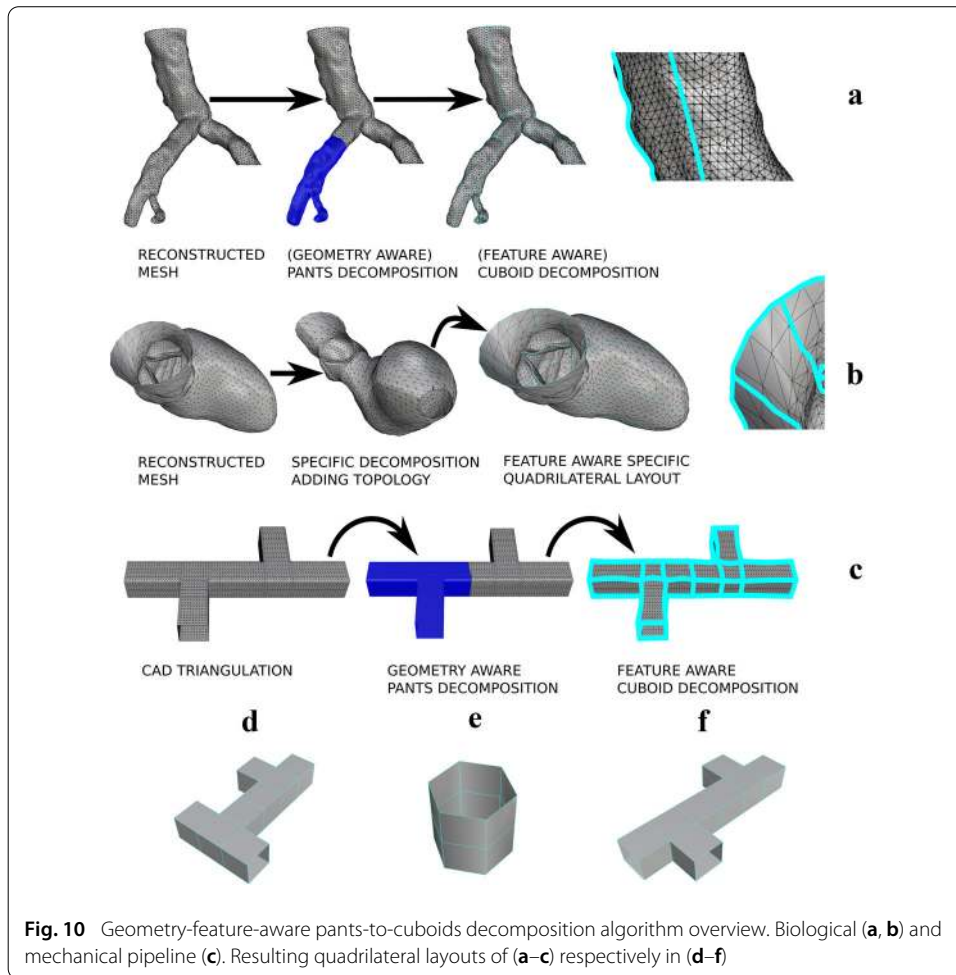 a
RECONSTRUCTED
MESH
(GEOMETRY AWARE)
PANTS DECOMPOSITION
(FEATURE AWARE)
CUBOID DECOMPOSITION
b
RECONSTRUCTED
MESH
SPECIFIC DECOMPOSITION
ADDING TOPOLOGY
FEATURE AWARE SPECIFIC
QUADRILATERAL LAYOUT
c
CAD TRIANGULATION
GEOMETRY AWARE
PANTS DECOMPOSITION
FEATURE AWARE
CUBOID DECOMPOSITION
d
e
f
Fig. 10 Geometry-feature-aware pants-to-cuboids decomposition algorithm overview. Biological (a, b) and
mechanical pipeline (c). Resulting quadrilateral layouts of (a–c) respectively in (d–f)